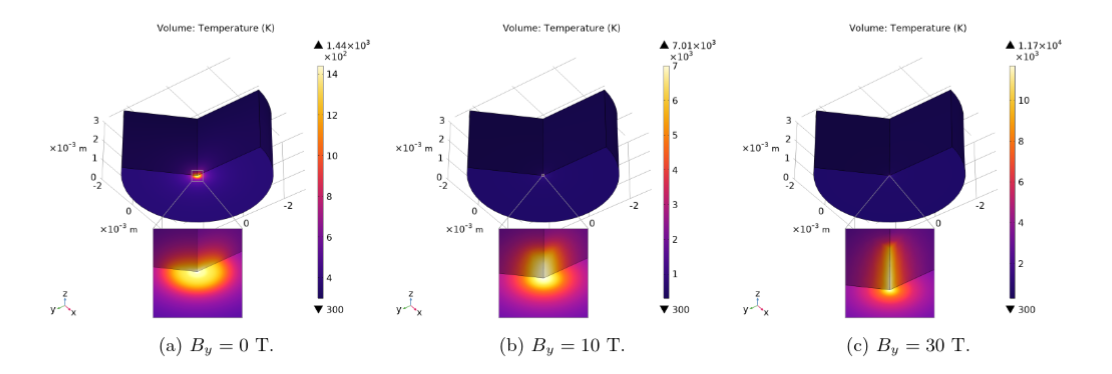 Volume: Temperature (K)
▲ 1.44×10³
×10²
14
12
10
8
6
4
▼ 300
3
2
1
0
×10⁻³ m
-2
0
×10⁻³ m
0
-2
z
y
x
(a) B_y = 0 T.
Volume: Temperature (K)
▲ 7.01×10³
×10³
7
6
5
4
3
2
1
▼ 300
3
2
1
0
×10⁻³ m
-2
0
×10⁻³ m
0
-2
z
y
x
(b) B_y = 10 T.
Volume: Temperature (K)
▲ 1.17×10⁴
×10³
10
8
6
4
2
▼ 300
3
2
1
0
×10⁻³ m
-2
0
×10⁻³ m
0
-2
z
y
x
(c) B_y = 30 T.